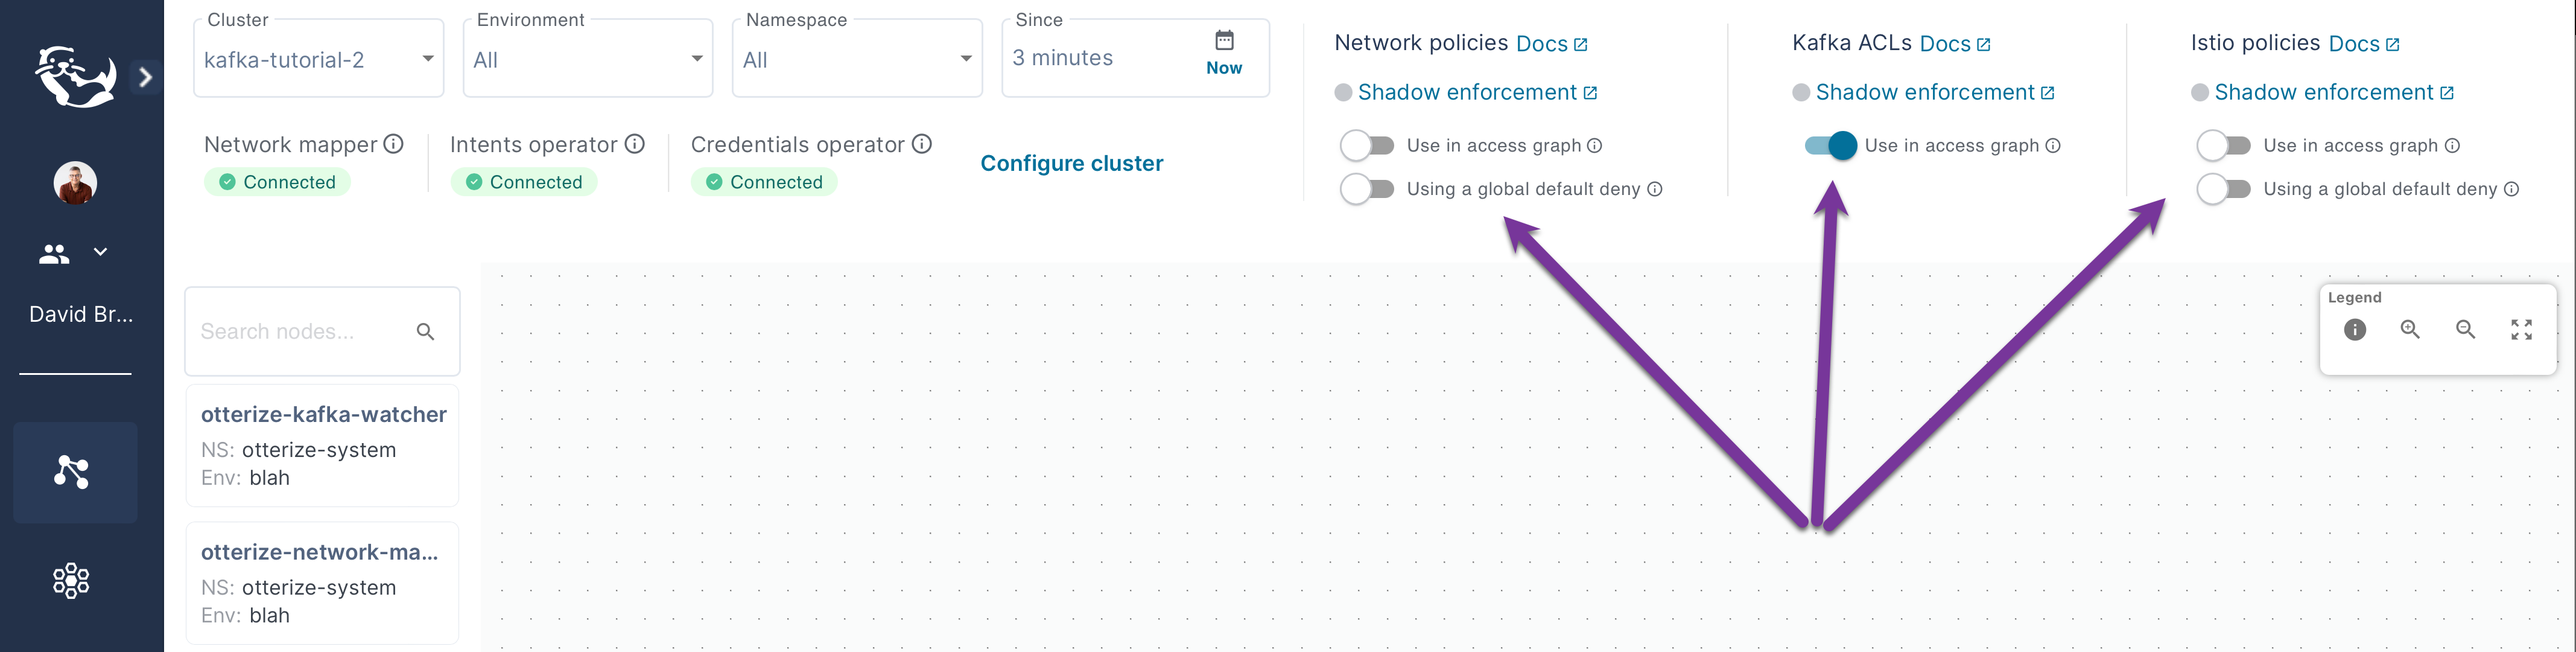 Cluster
kafka-tutorial-2
Environment
All
Namespace
All
Since
3 minutes
Now
Network mapper
Connected
Intents operator
Connected
Credentials operator
Connected
Configure cluster
Network policies Docs
Shadow enforcement
Use in access graph
Using a global default deny
Kafka ACLs Docs
Shadow enforcement
Use in access graph
Istio policies Docs
Shadow enforcement
Use in access graph
Using a global default deny
David Br...
Search nodes...
otterize-kafka-watcher
NS: otterize-system
Env: blah
otterize-network-ma...
NS: otterize-system
Env: blah
Legend